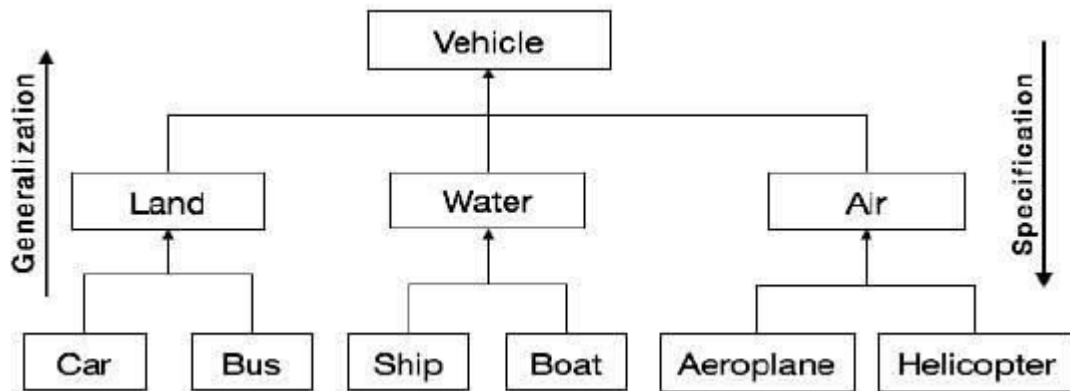 Vehicle
Generalization
Specification
Land
Water
Air
Car
Bus
Ship
Boat
Aeroplane
Helicopter